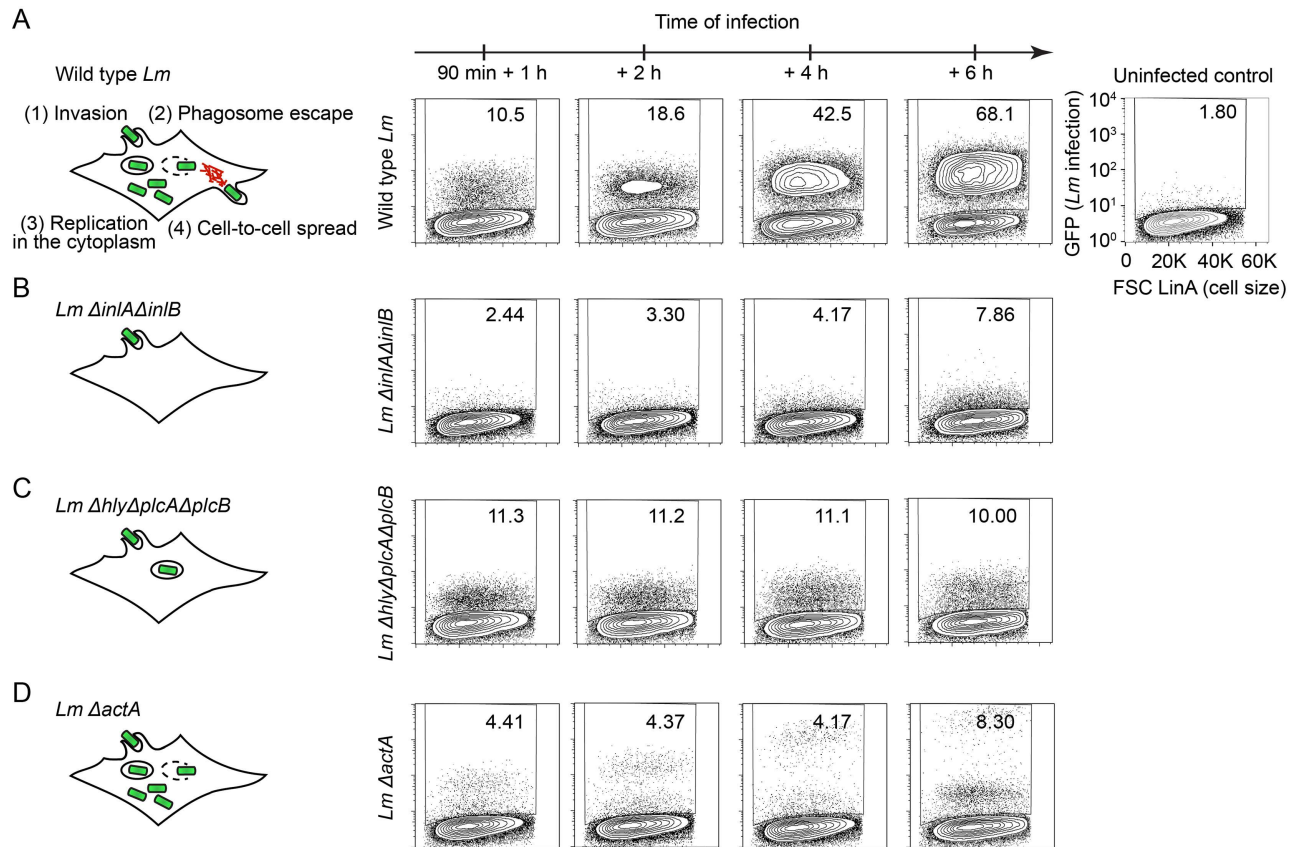 A
Time of infection
Wild type Lm
90 min + 1 h
+ 2 h
+ 4 h
+ 6 h
Uninfected control
(1) Invasion
(2) Phagosome escape
(3) Replication
in the cytoplasm
(4) Cell-to-cell spread
Wild type Lm
10.5
18.6
42.5
68.1
GFP (Lm infection)
10⁴
10³
10²
10¹
10⁰
1.80
0
20K
40K
60K
FSC LinA (cell size)
B
Lm ΔinlAΔinlB
Lm ΔinlAΔinlB
2.44
3.30
4.17
7.86
C
Lm ΔhlyΔplcAΔplcB
Lm ΔhlyΔplcAΔplcB
11.3
11.2
11.1
10.00
D
Lm ΔactA
Lm ΔactA
4.41
4.37
4.17
8.30